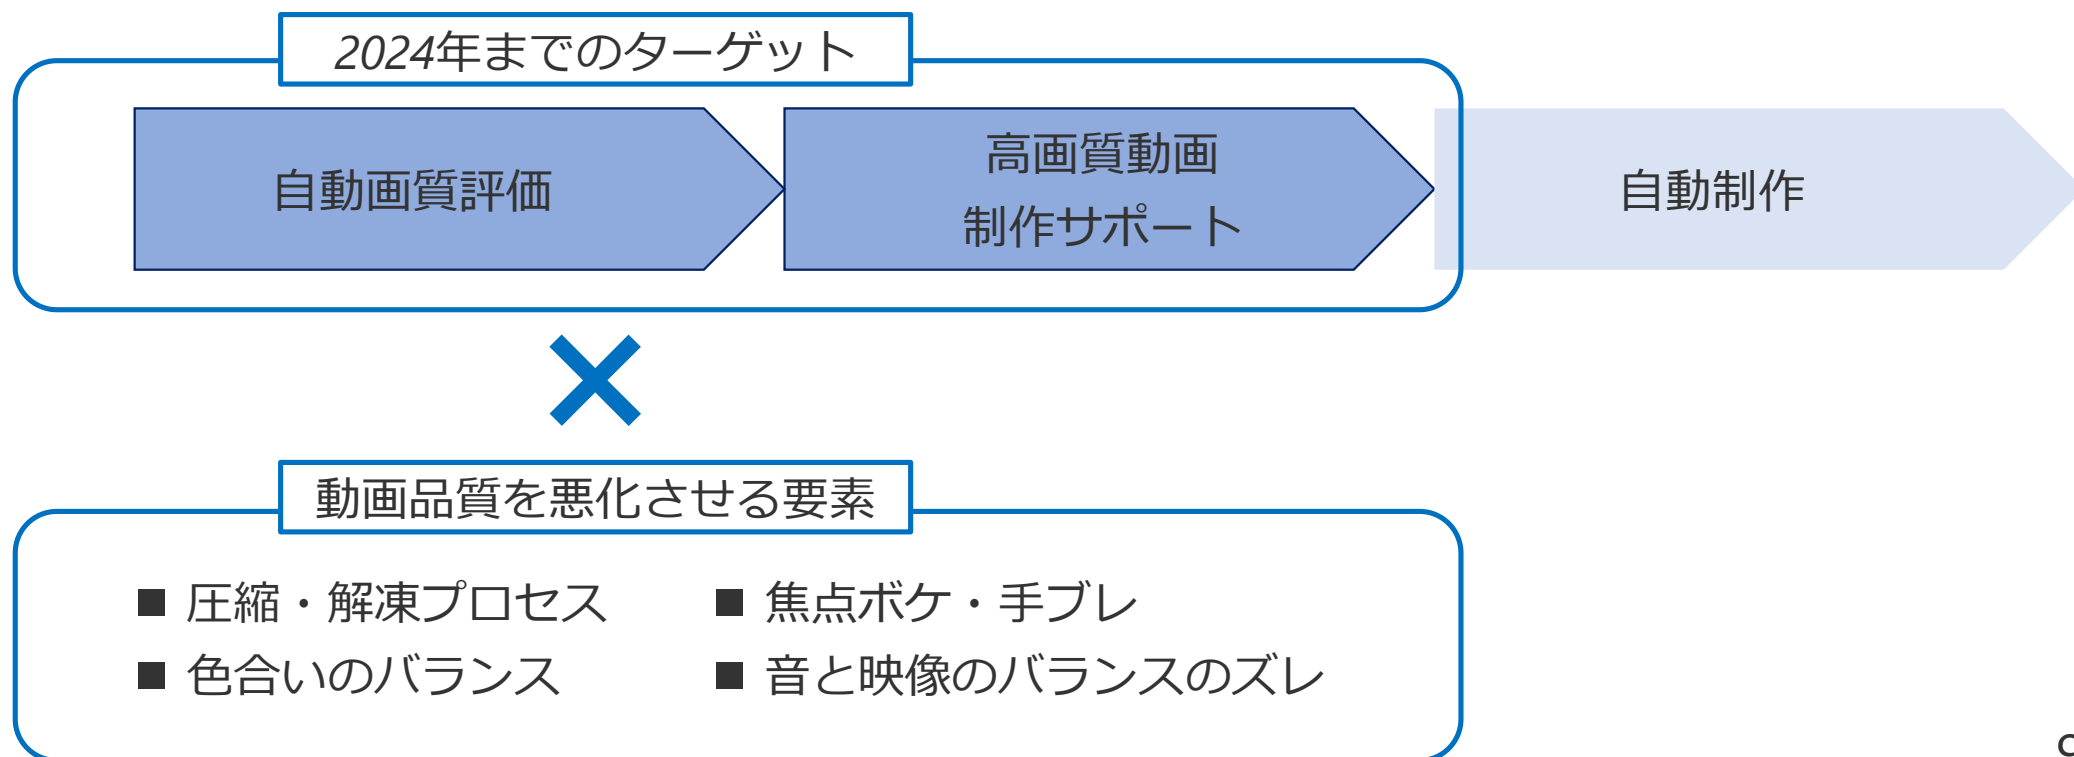 2024年までのターゲット
自動画質評価
高画質動画
制作サポート
自動制作
動画品質を悪化させる要素
■ 圧縮・解凍プロセス
■ 焦点ボケ・手ブレ
■ 色合いのバランス
■ 音と映像のバランスのズレ